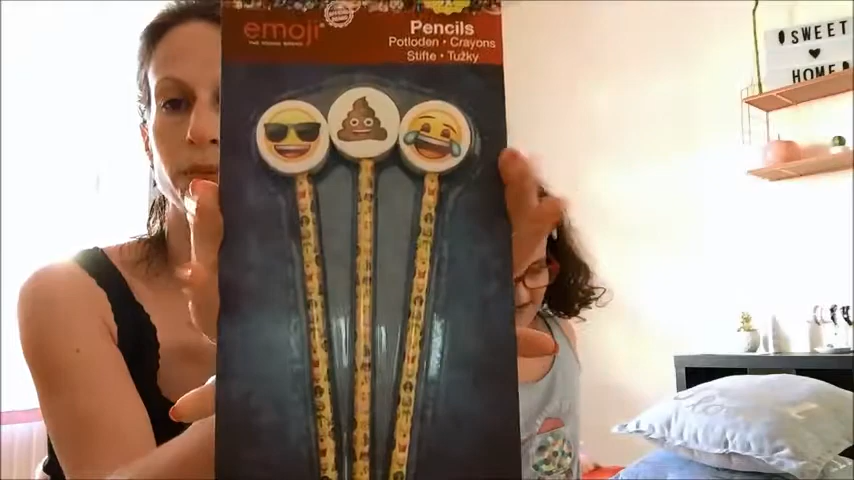 emoji
Pencils
Potloden • Crayons
Stifte • Tužky
SWEET
HOME